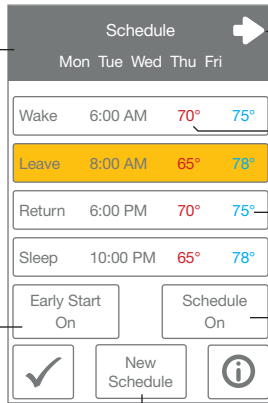 Schedule
Mon Tue Wed Thu Fri
Wake 6:00 AM 70° 75°
Leave 8:00 AM 65° 78°
Return 6:00 PM 70° 75°
Sleep 10:00 PM 65° 78°
Early Start Schedule
On On
New
Schedule